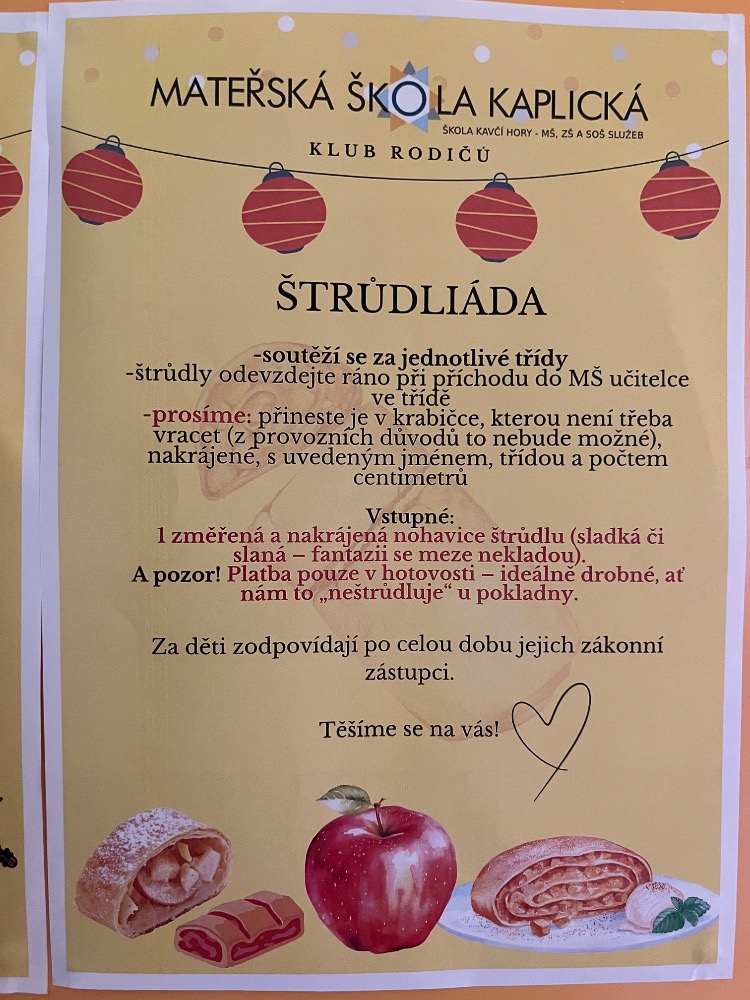 MATEŘSKÁ ŠKOLA KAPLICKÁ
ŠKOLA KAVČÍ HORY - MŠ, ZŠ A SOŠ SLUŽEB
KLUB RODIČŮ
ŠTRŮDLIÁDA
-soutěží se za jednotlivé třídy
-štrůdly odevzdejte ráno při příchodu do MŠ učitelce
ve třídě
-prosíme: přineste je v krabičce, kterou není třeba
vracet (z provozních důvodů to nebude možné),
nakrájené, s uvedeným jménem, třídou a počtem
centimetrů
Vstupné:
1 změřená a nakrájená nohavice štrůdlu (sladká či
slaná – fantazii se meze nekladou).
A pozor! Platba pouze v hotovosti – ideálně drobné, ať
nám to „neštrůdluje“ u pokladny.
Za děti zodpovídají po celou dobu jejich zákonní
zástupci.
Těšíme se na vás!